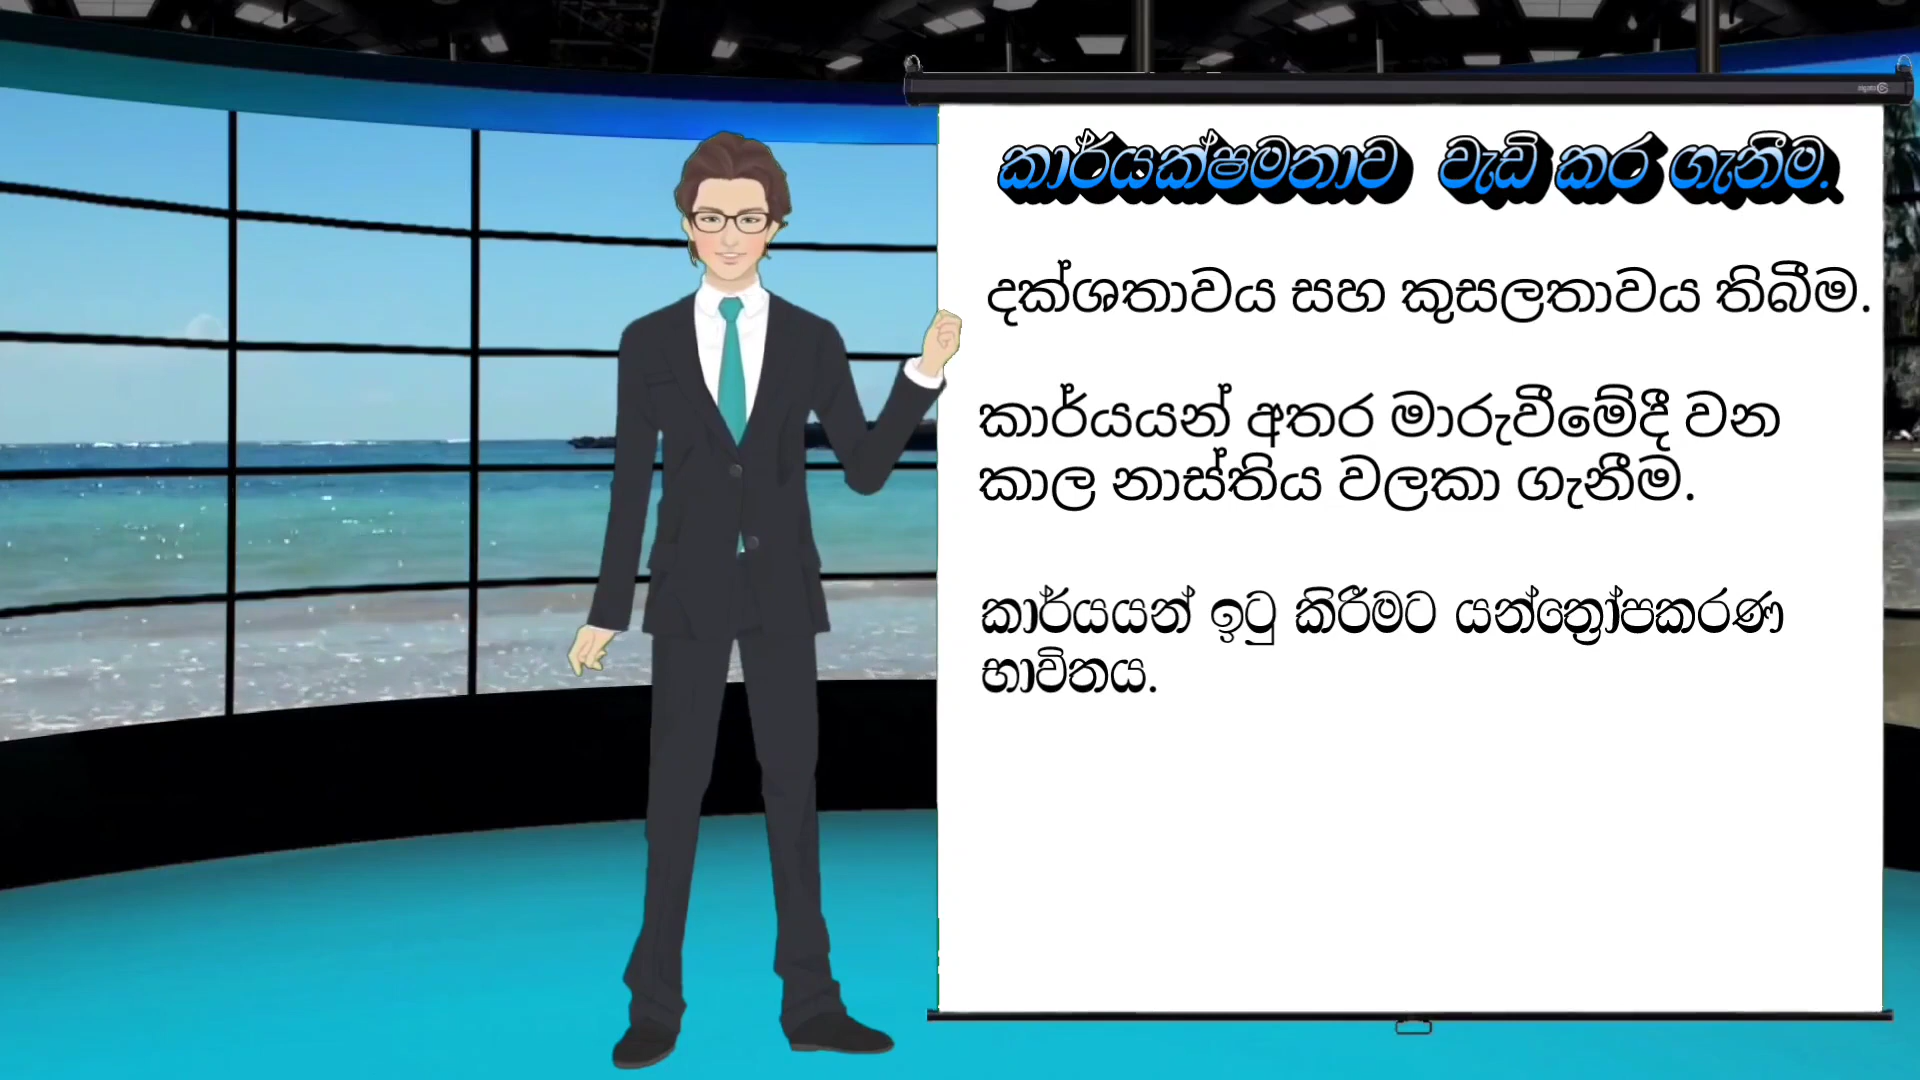 කාර්යක්ෂමතාව වැඩි කර ගැනීම.
දක්ශතාවය සහ කුසලතාවය තිබීම.
කාර්යයන් අතර මාරුවීමේදී වන
කාල නාස්තිය වලකා ගැනීම.
කාර්යයන් ඉටු කිරීමට යන්ත්‍රෝපකරණ
භාවිතය.